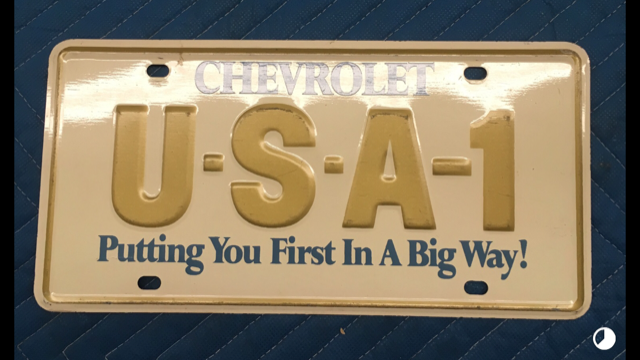 CHEVROLET
U-S-A-1
Putting You First In A Big Way!